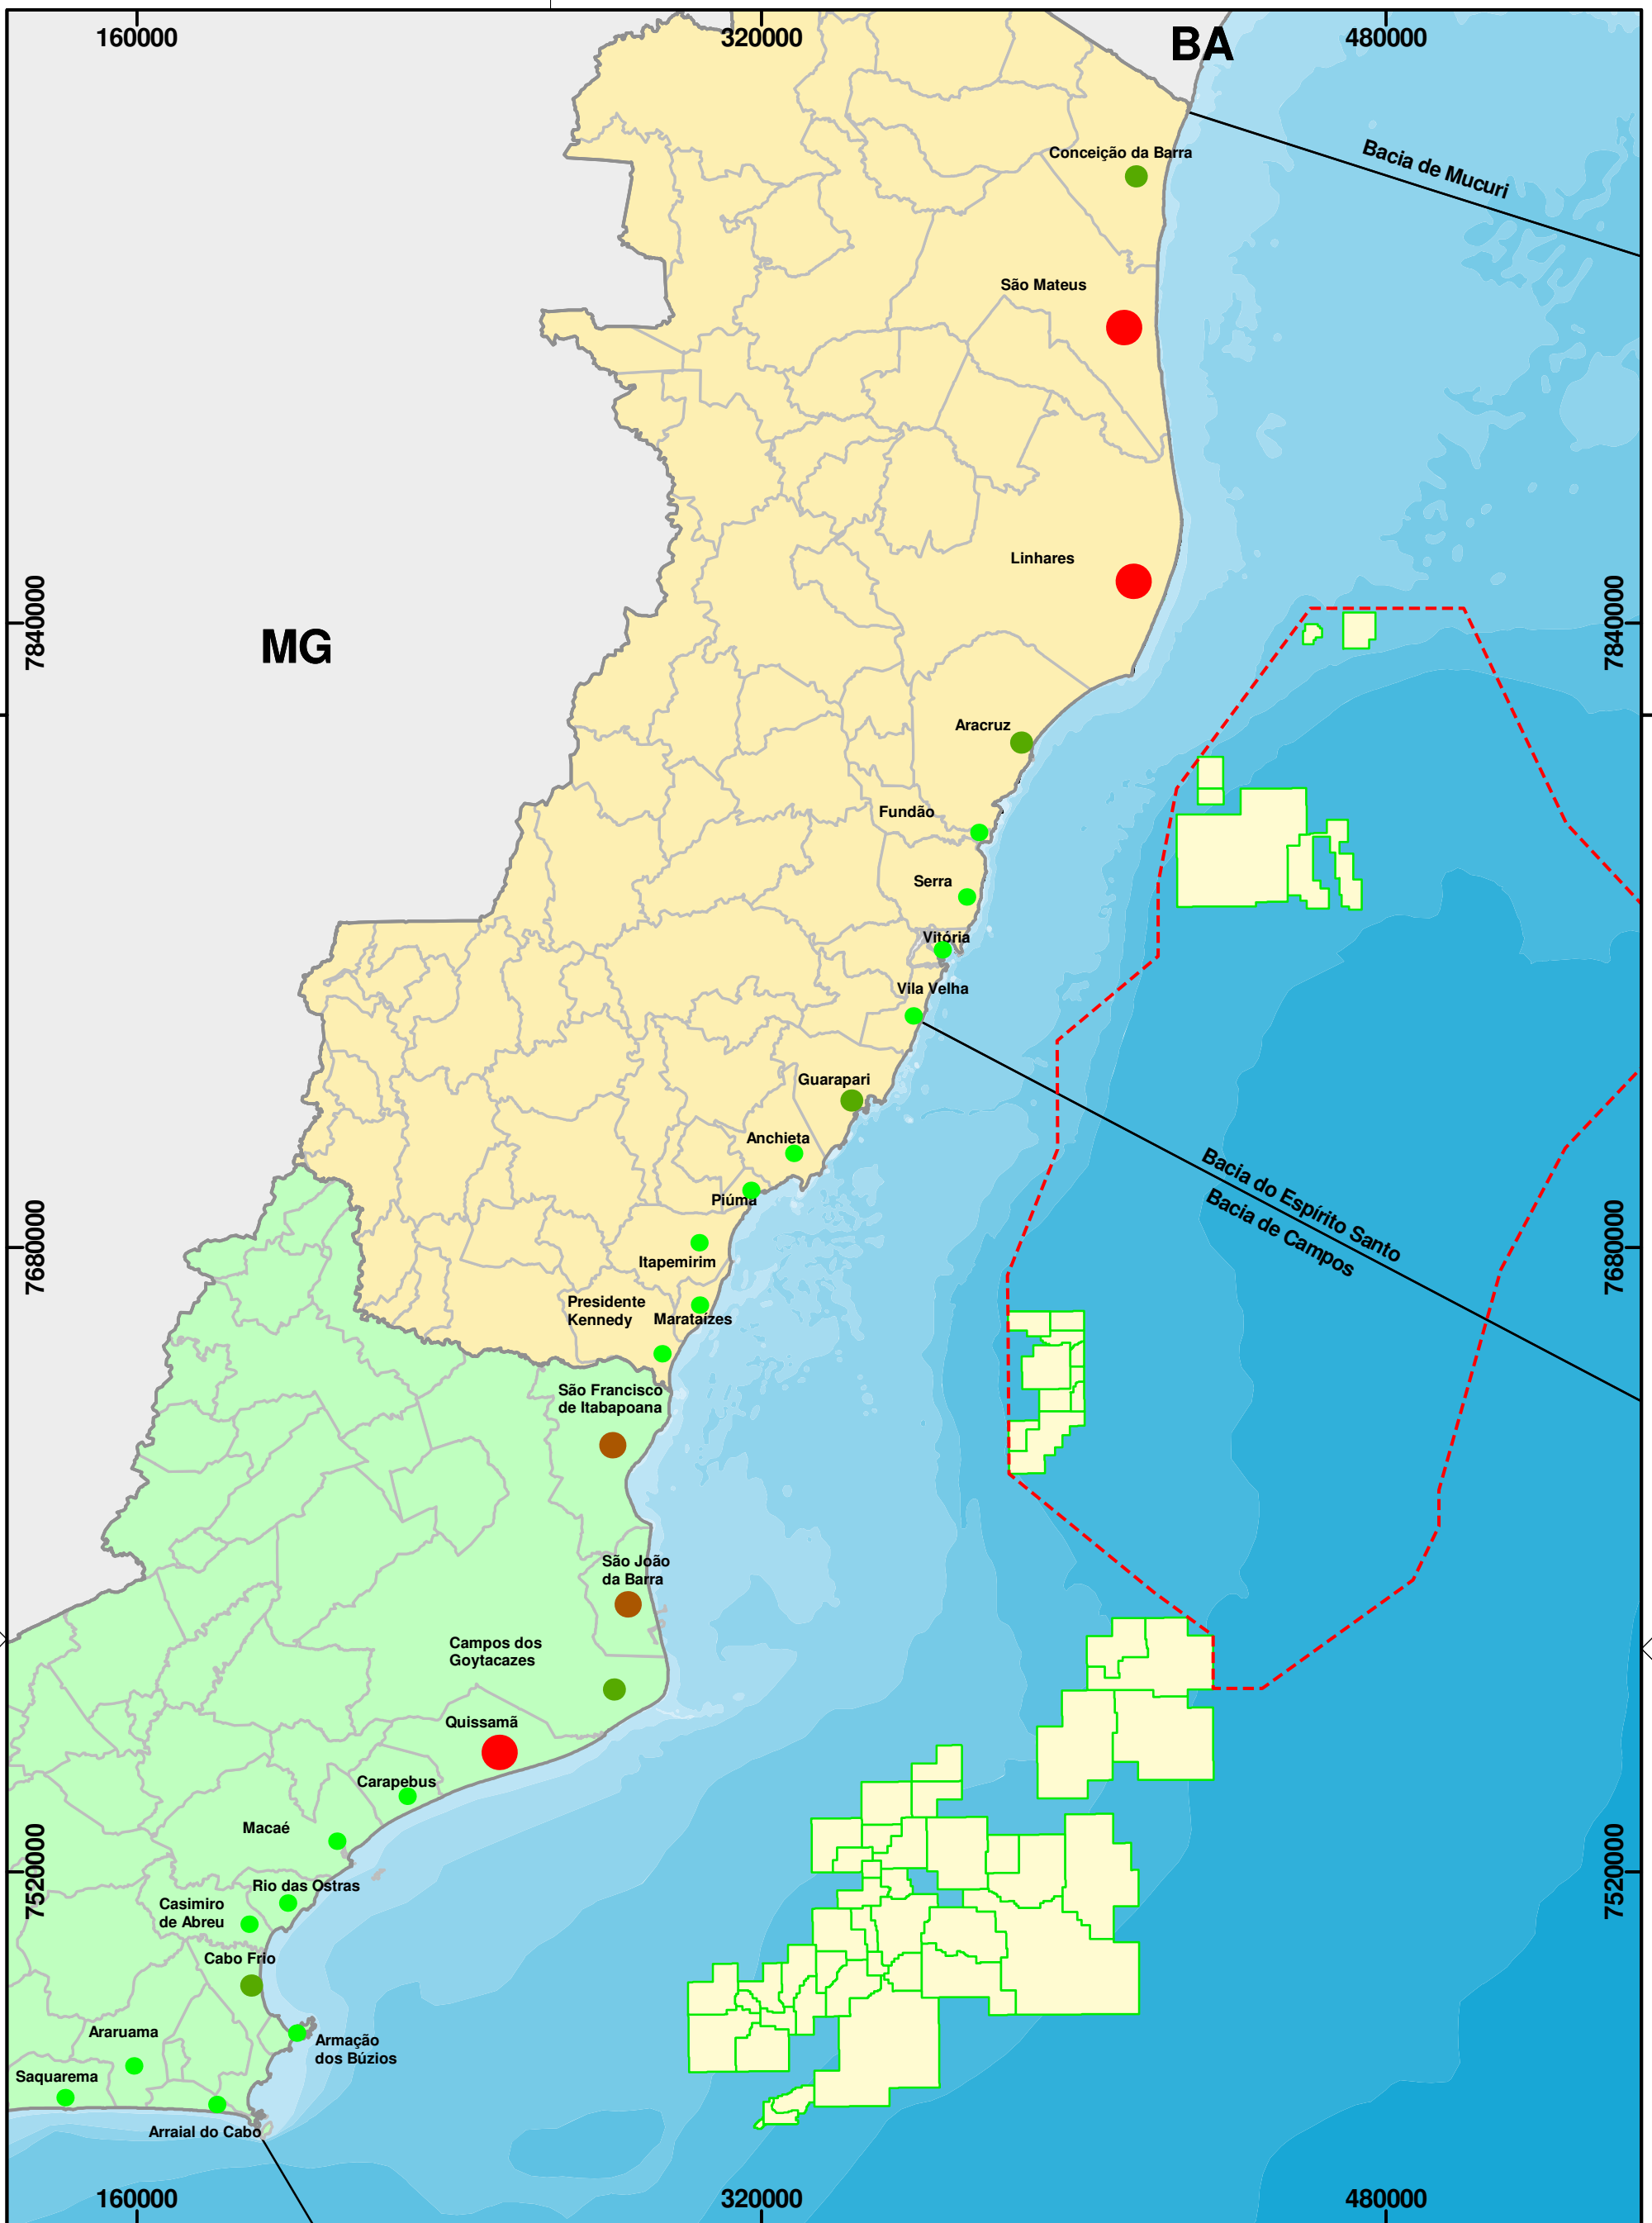 160000
320000
BA
480000
Conceição da Barra
Bacia de Mucuri
São Mateus
Linhares
7840000
7840000
MG
Aracruz
Fundão
Serra
Vitória
Vila Velha
Guarapari
Anchieta
Piúma
Bacia do Espírito Santo
Bacia de Campos
7680000
7680000
Itapemirim
Presidente
Kennedy
Marataízes
São Francisco
de Itabapoana
São João
da Barra
Campos dos
Goytacazes
Quissamã
Carapebus
Macaé
7520000
7520000
Rio das Ostras
Casimiro
de Abreu
Cabo Frio
Araruama
Armação
dos Búzios
Saquarema
Arraial do Cabo
160000
320000
480000